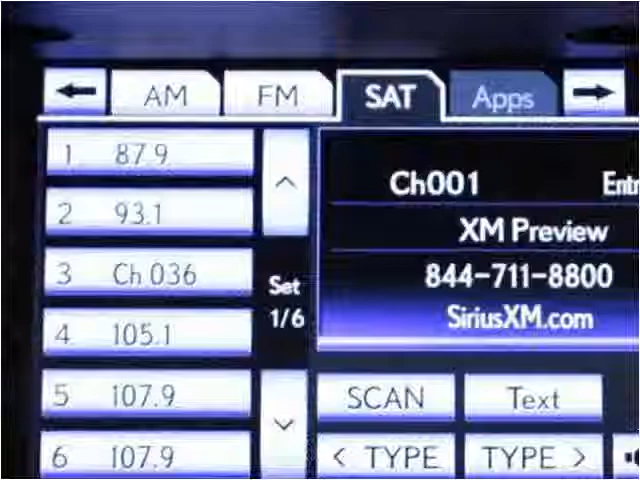 AM FM SAT Apps
1 87.9
2 93.1
3 Ch 036
4 105.1
5 107.9
6 107.9
Set
1/6
Ch001
XM Preview
844-711-8800
SiriusXM.com
SCAN Text
< TYPE TYPE >